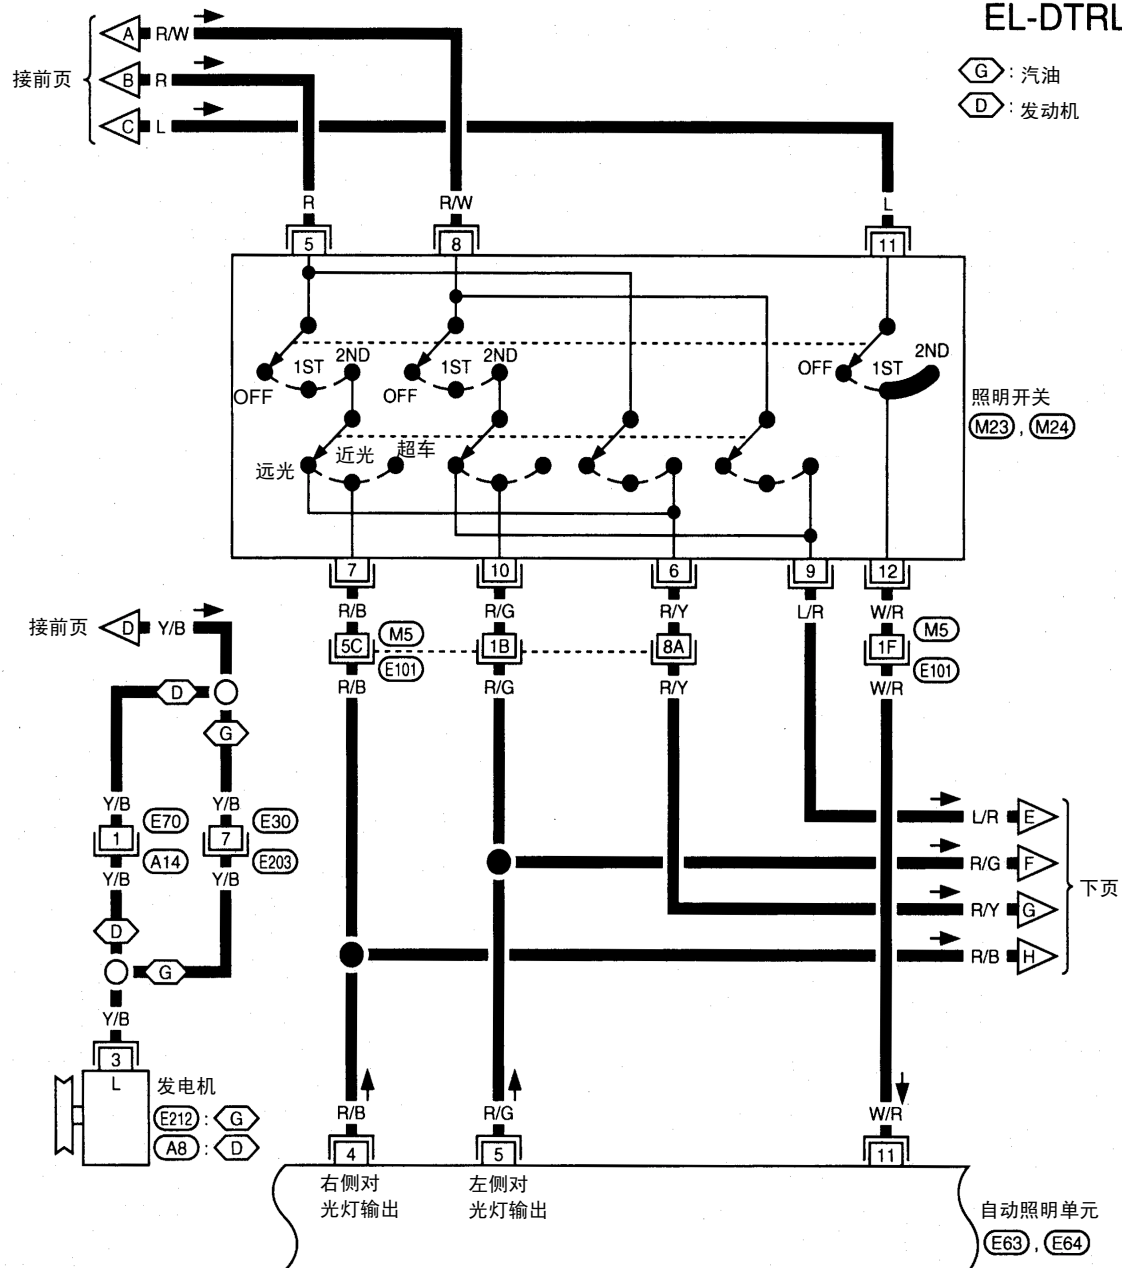 EL-DTRL
A R/W
接前页 B R
C L
G : 汽油
D : 发动机
R R/W L
5 8 11
OFF 1ST 2ND
OFF 1ST 2ND
OFF 1ST 2ND
照明开关
M23 , M24
远光 近光 超车
7 10 6 9 12
R/B R/G R/Y L/R W/R
接前页 D Y/B
5C M5 1B 8A 1F M5
E101 E101
R/B R/G R/Y W/R
D
G
Y/B Y/B
1 E70 7 E30
A14 E203
Y/B Y/B
D
G
Y/B
3
L
发电机
E212 : G
A8 : D
L/R E
R/G F
R/Y G
R/B H
下页
R/B R/G W/R
4 5 11
右侧对
光灯输出
左侧对
光灯输出
自动照明单元
E63 , E64